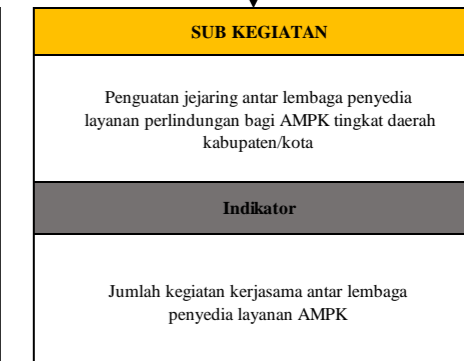 SUB KEGIATAN
Penguatan jejaring antar lembaga penyedia
layanan perlindungan bagi AMPK tingkat daerah
kabupaten/kota
Indikator
Jumlah kegiatan kerjasama antar lembaga
penyedia layanan AMPK